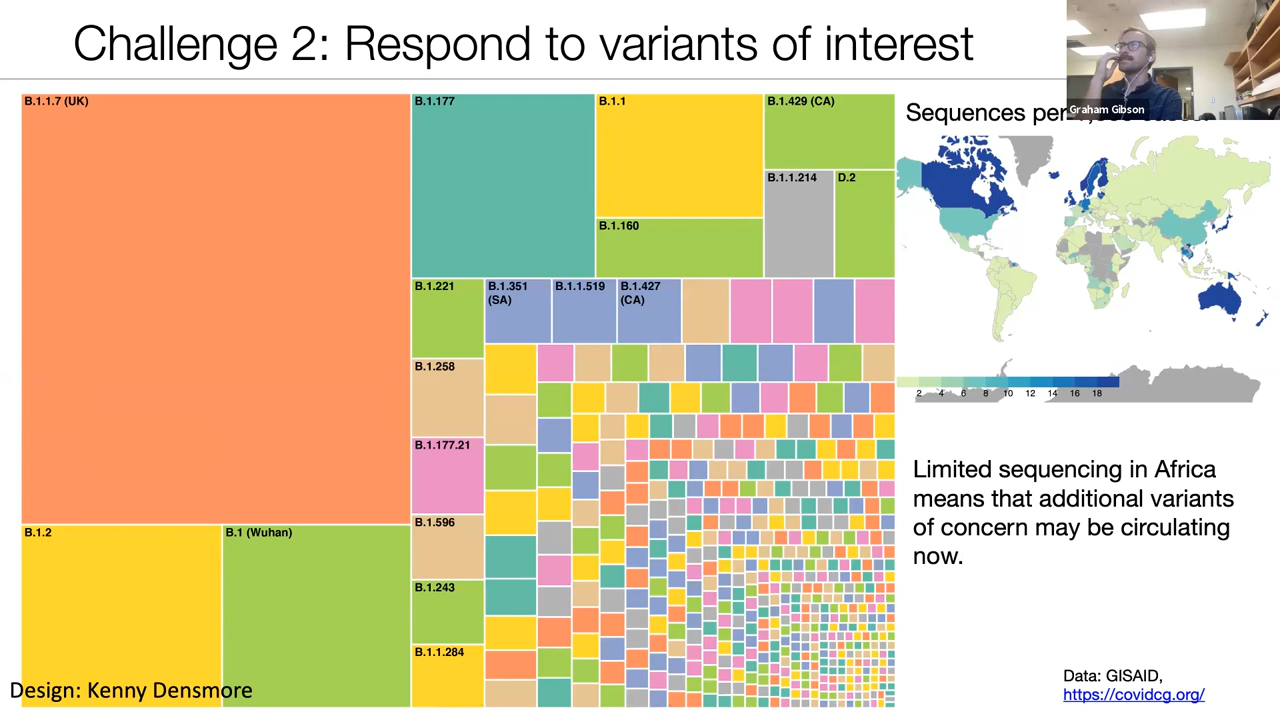 Challenge 2: Respond to variants of interest
Graham Gibson
B.1.1.7 (UK)
B.1.177
B.1.1
B.1.429 (CA)
B.1.160
B.1.1.214
D.2
B.1.221
B.1.351
(SA)
B.1.1.519
B.1.427
(CA)
B.1.258
B.1.177.21
B.1.596
B.1.243
B.1.1.284
B.1.2
B.1 (Wuhan)
Design: Kenny Densmore
Sequences per
2 4 6 8 10 12 14 16 18
Limited sequencing in Africa
means that additional variants
of concern may be circulating
now.
Data: GISAID,
https://covidcg.org/